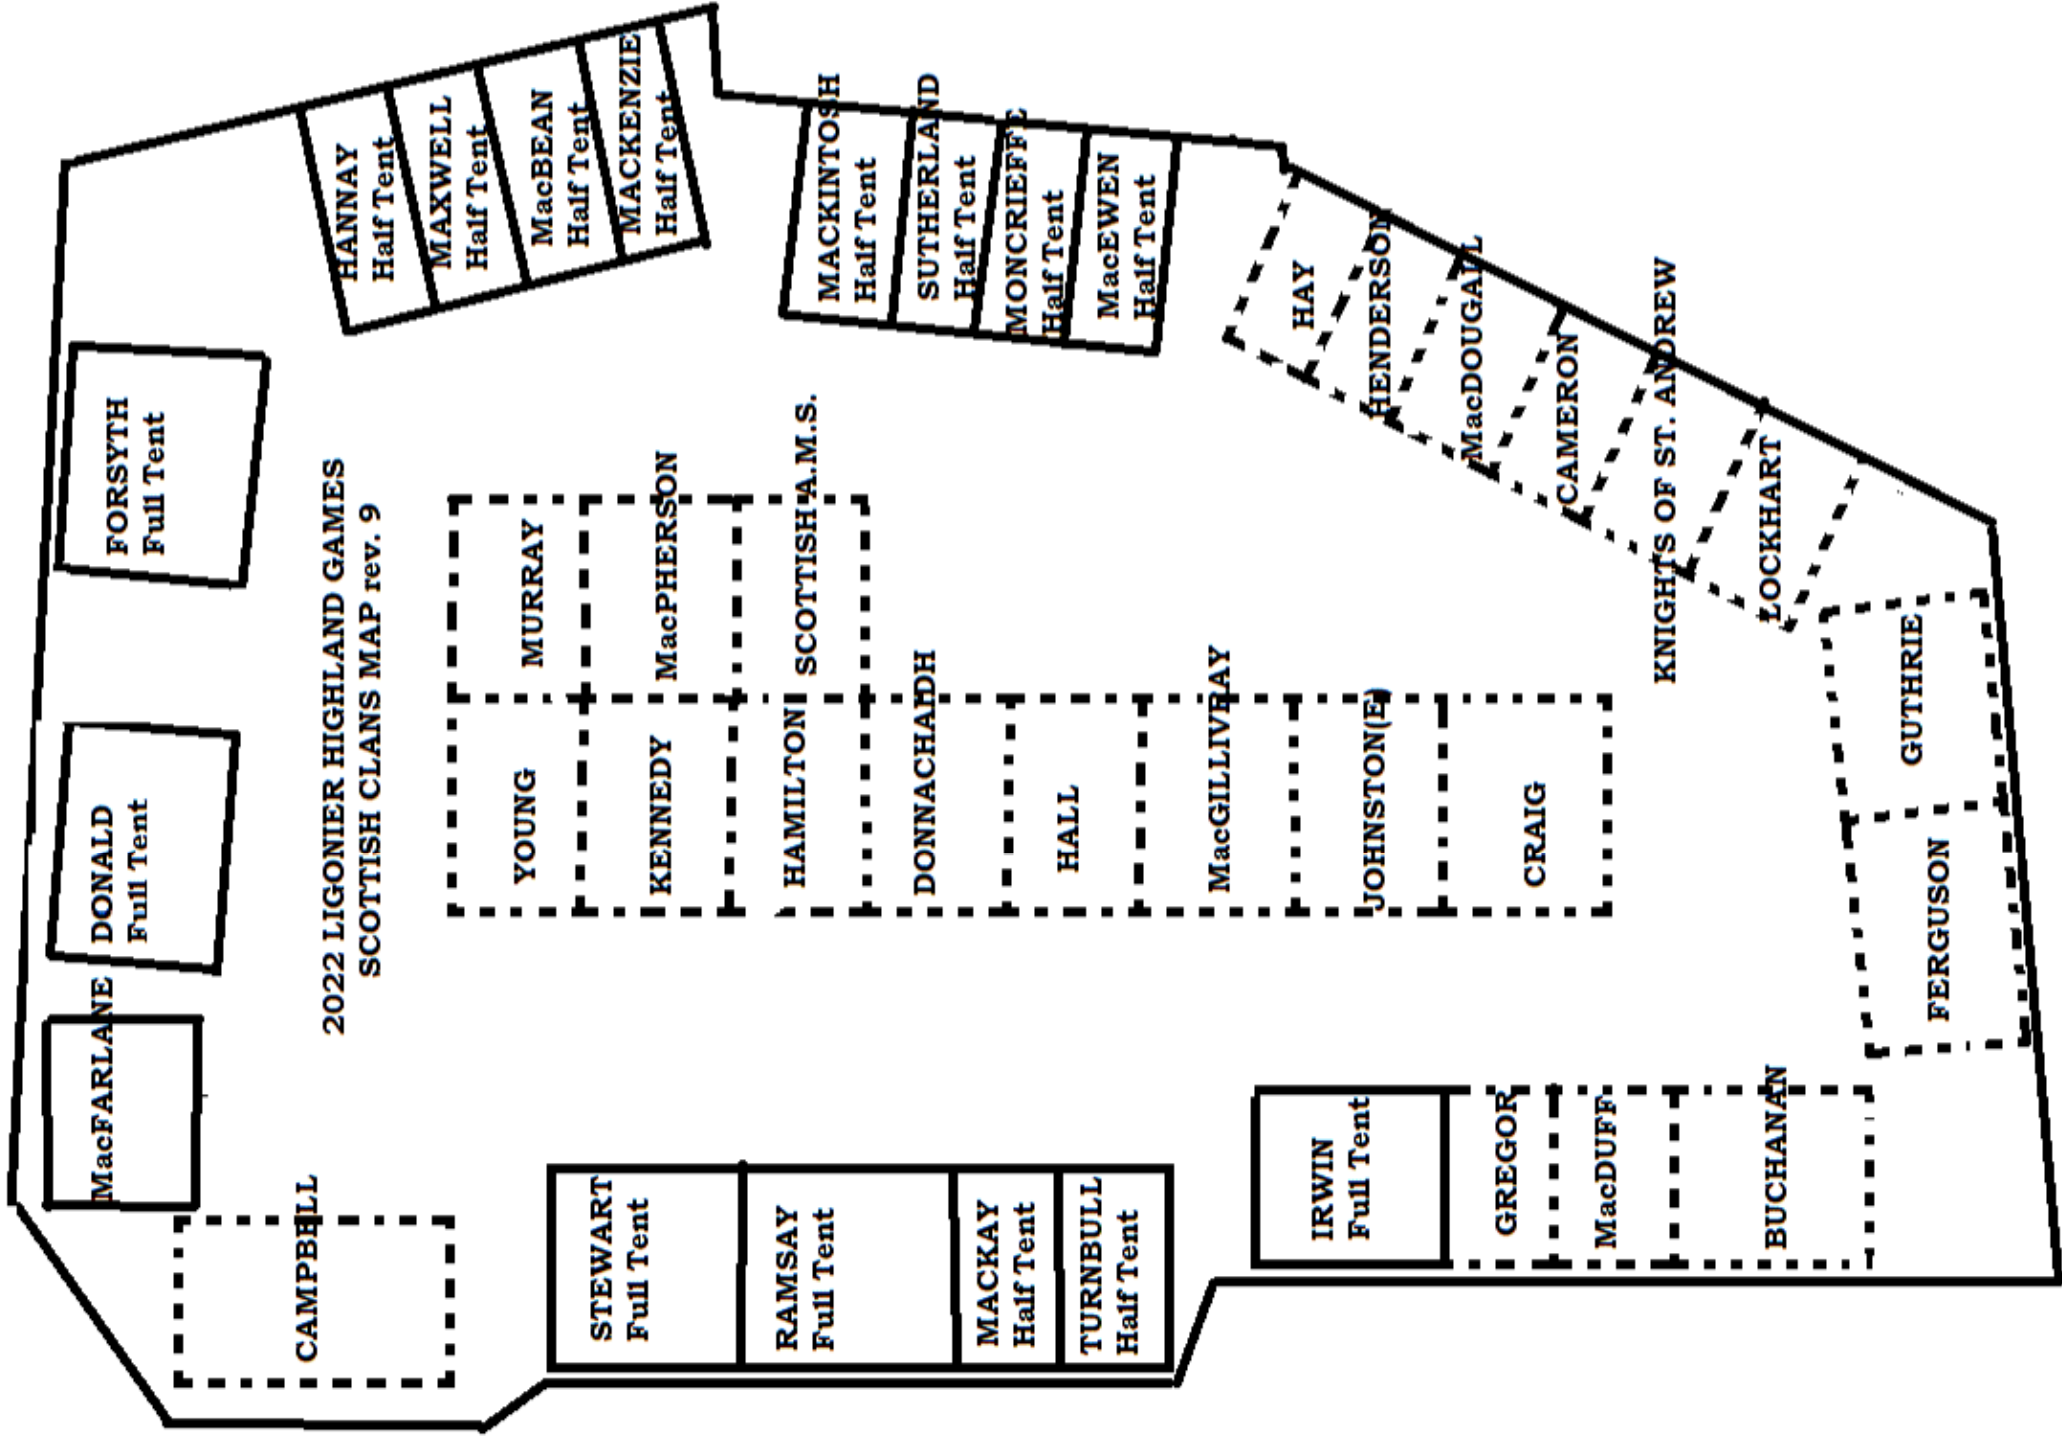 2022 LIGONIER HIGHLAND GAMES
SCOTTISH CLANS MAP rev. 9
HANNAY
Half Tent
MAXWELL
Half Tent
MacBEAN
Half Tent
MACKENZIE
Half Tent
MACKINTOSH
Half Tent
SUTHERLAND
Half Tent
MONCRIEFFE
Half Tent
MacEWEN
Half Tent
HAY
HENDERSON
MacDOUGAL
CAMERON
KNIGHTS OF ST. ANDREW
LOCKHART
FORSYTH
Full Tent
DONALD
Full Tent
MacFARLANE
CAMPBELL
MURRAY
MacPHERSON
SCOTTISH A.M.S.
YOUNG
KENNEDY
HAMILTON
DONNACHAIDH
HALL
MacGILLIVRAY
JOHNSTON(E)
CRAIG
GUTHRIE
FERGUSON
STEWART
Full Tent
RAMSAY
Full Tent
MACKAY
Half Tent
TURNBULL
Half Tent
IRWIN
Full Tent
GREGOR
MacDUFF
BUCHANAN